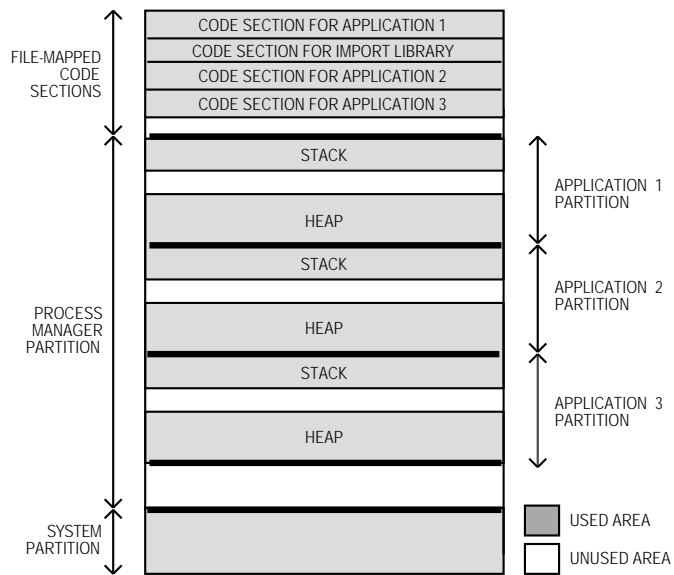 CODE SECTION FOR APPLICATION 1
CODE SECTION FOR IMPORT LIBRARY
CODE SECTION FOR APPLICATION 2
CODE SECTION FOR APPLICATION 3
FILE-MAPPED
CODE
SECTIONS
STACK
HEAP
APPLICATION 1
PARTITION
STACK
HEAP
APPLICATION 2
PARTITION
PROCESS
MANAGER
PARTITION
STACK
HEAP
APPLICATION 3
PARTITION
SYSTEM
PARTITION
USED AREA
UNUSED AREA